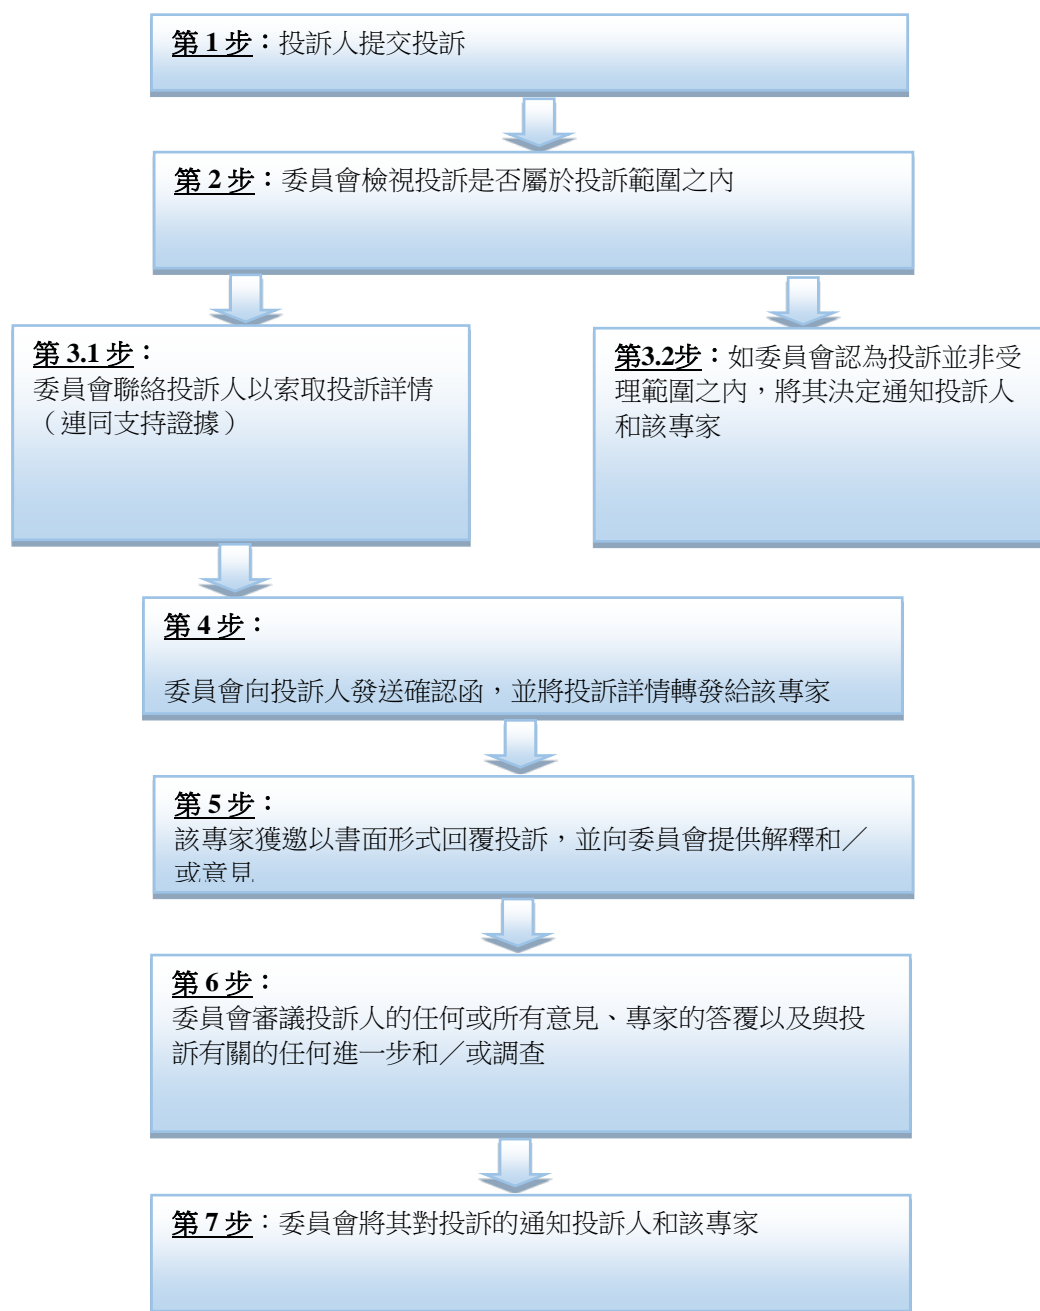 第 1 步：投訴人提交投訴
第 2 步：委員會檢視投訴是否屬於投訴範圍之內
第 3.1 步：
委員會聯絡投訴人以索取投訴詳情
（連同支持證據）
第3.2步：如委員會認為投訴並非受
理範圍之內，將其決定通知投訴人
和該專家
第 4 步：
委員會向投訴人發送確認函，並將投訴詳情轉發給該專家
第 5 步：
該專家獲邀以書面形式回覆投訴，並向委員會提供解釋和／
或意見
第 6 步：
委員會審議投訴人的任何或所有意見、專家的答覆以及與投
訴有關的任何進一步和／或調查
第 7 步：委員會將其對投訴的通知投訴人和該專家